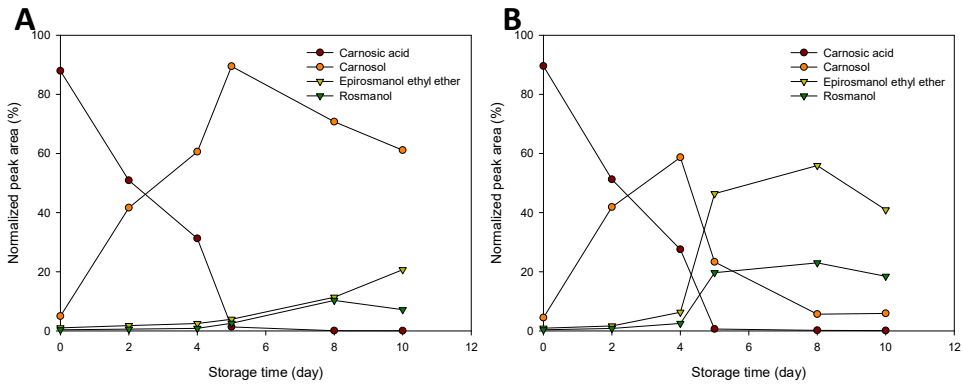 A
Normalized peak area (%)
100
80
60
40
20
0
Carnosic acid
Carnosol
Epirosmanol ethyl ether
Rosmanol
0 2 4 6 8 10 12
Storage time (day)
B
Normalized peak area (%)
100
80
60
40
20
0
Carnosic acid
Carnosol
Epirosmanol ethyl ether
Rosmanol
0 2 4 6 8 10 12
Storage time (day)